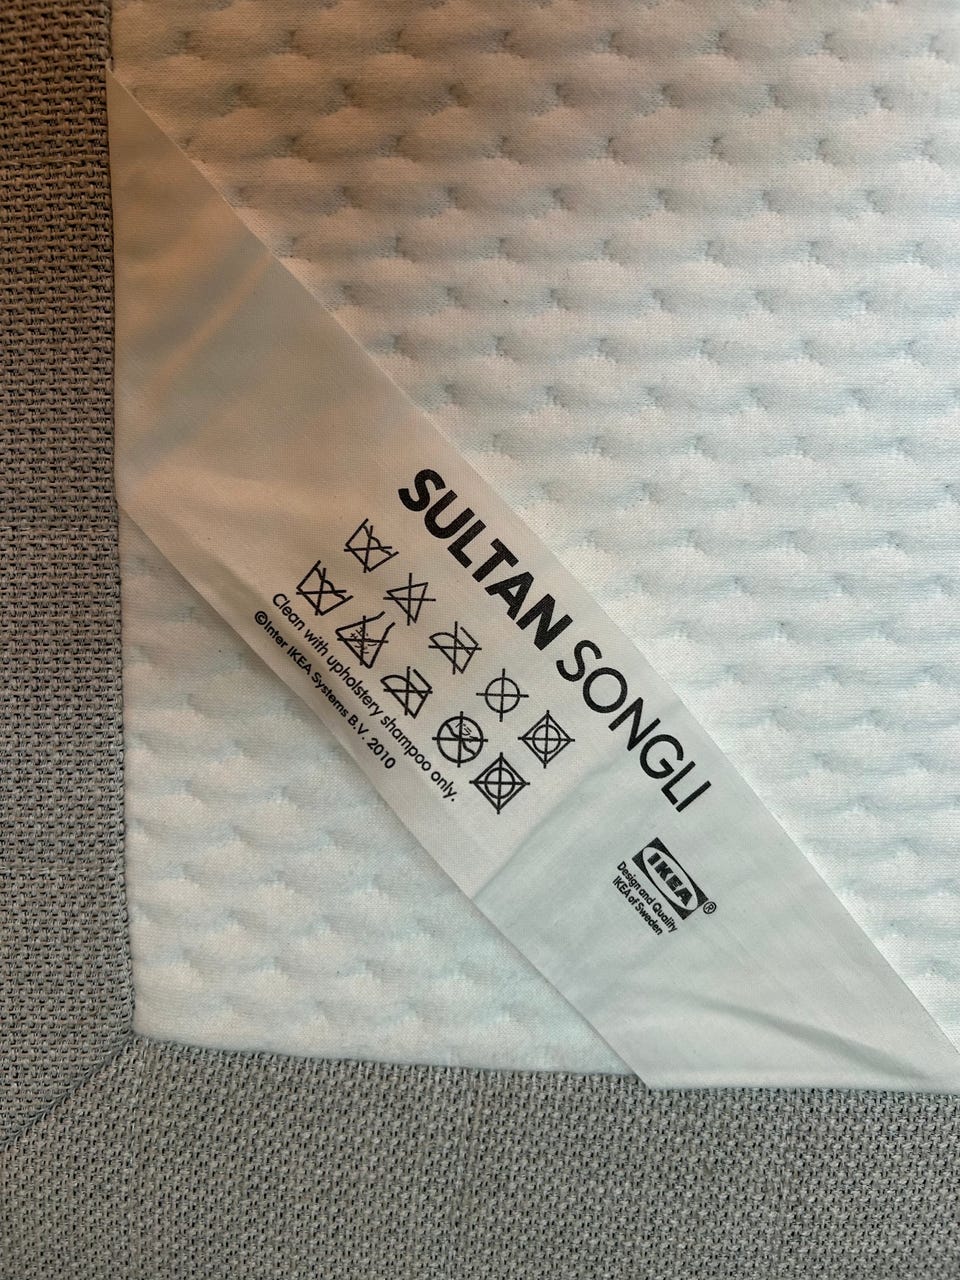 SULTAN SONGLI
Clean with upholstery shampoo only.
©Inter IKEA Systems B.V. 2010
IKEA®
Design and Quality
IKEA of Sweden